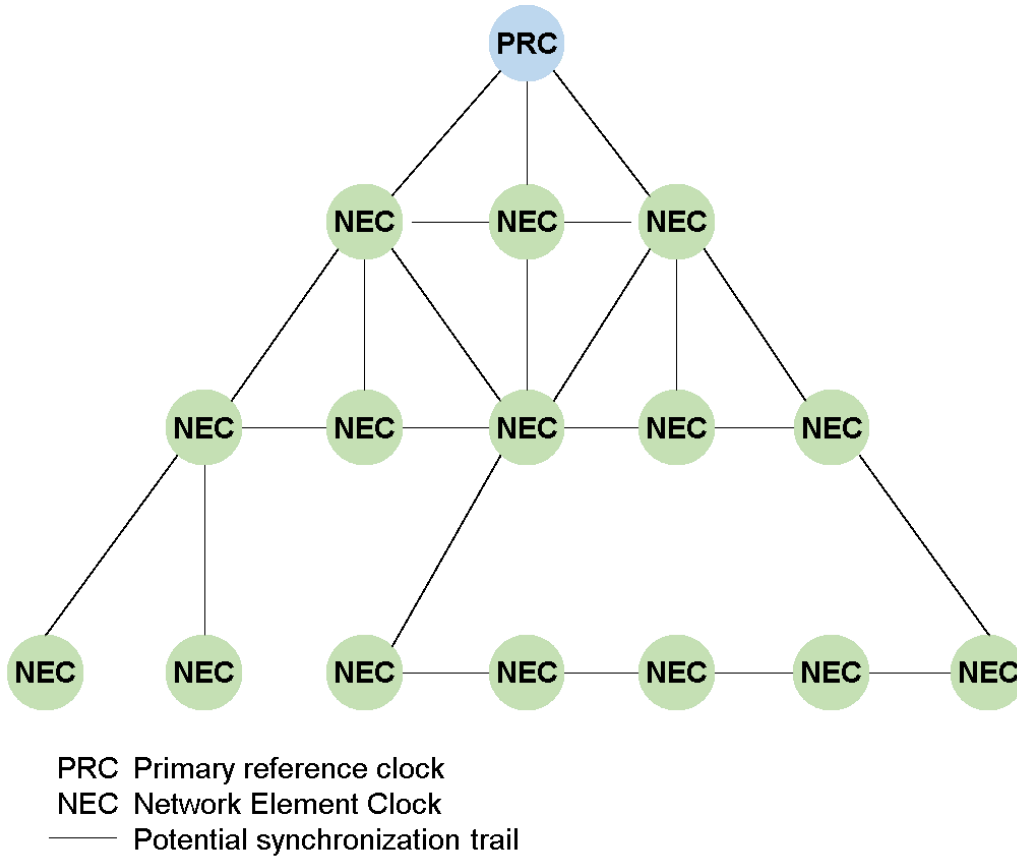 PRC
NEC NEC NEC
NEC NEC NEC NEC NEC
NEC NEC NEC NEC NEC NEC NEC
PRC Primary reference clock
NEC Network Element Clock
Potential synchronization trail